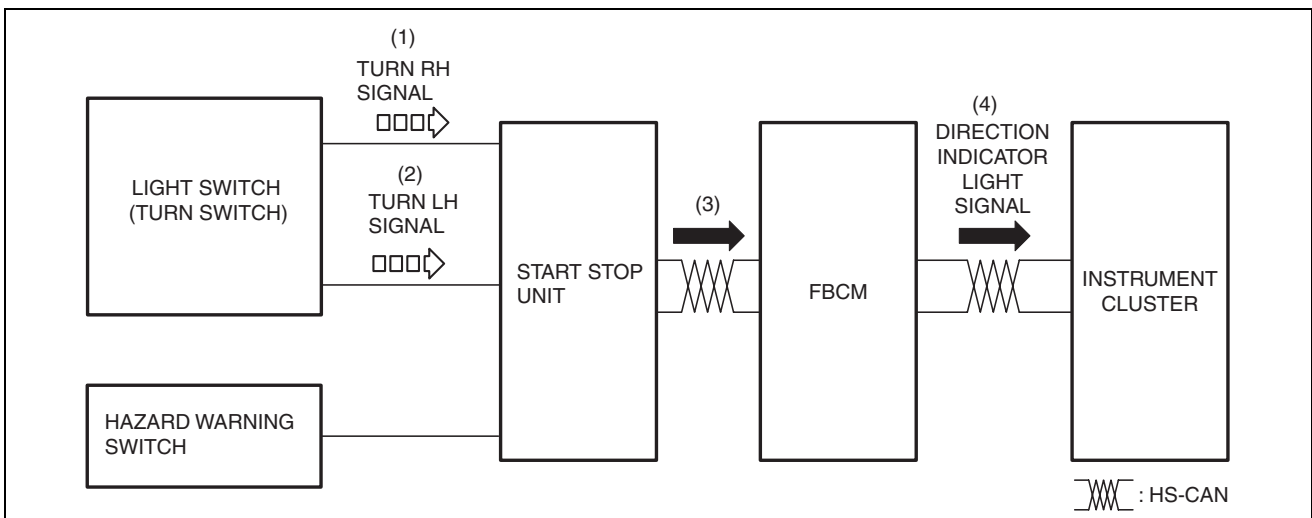 (1)
TURN RH
SIGNAL
(2)
TURN LH
SIGNAL
LIGHT SWITCH
(TURN SWITCH)
HAZARD WARNING
SWITCH
START STOP
UNIT
(3)
FBCM
(4)
DIRECTION
INDICATOR
LIGHT
SIGNAL
INSTRUMENT
CLUSTER
: HS-CAN